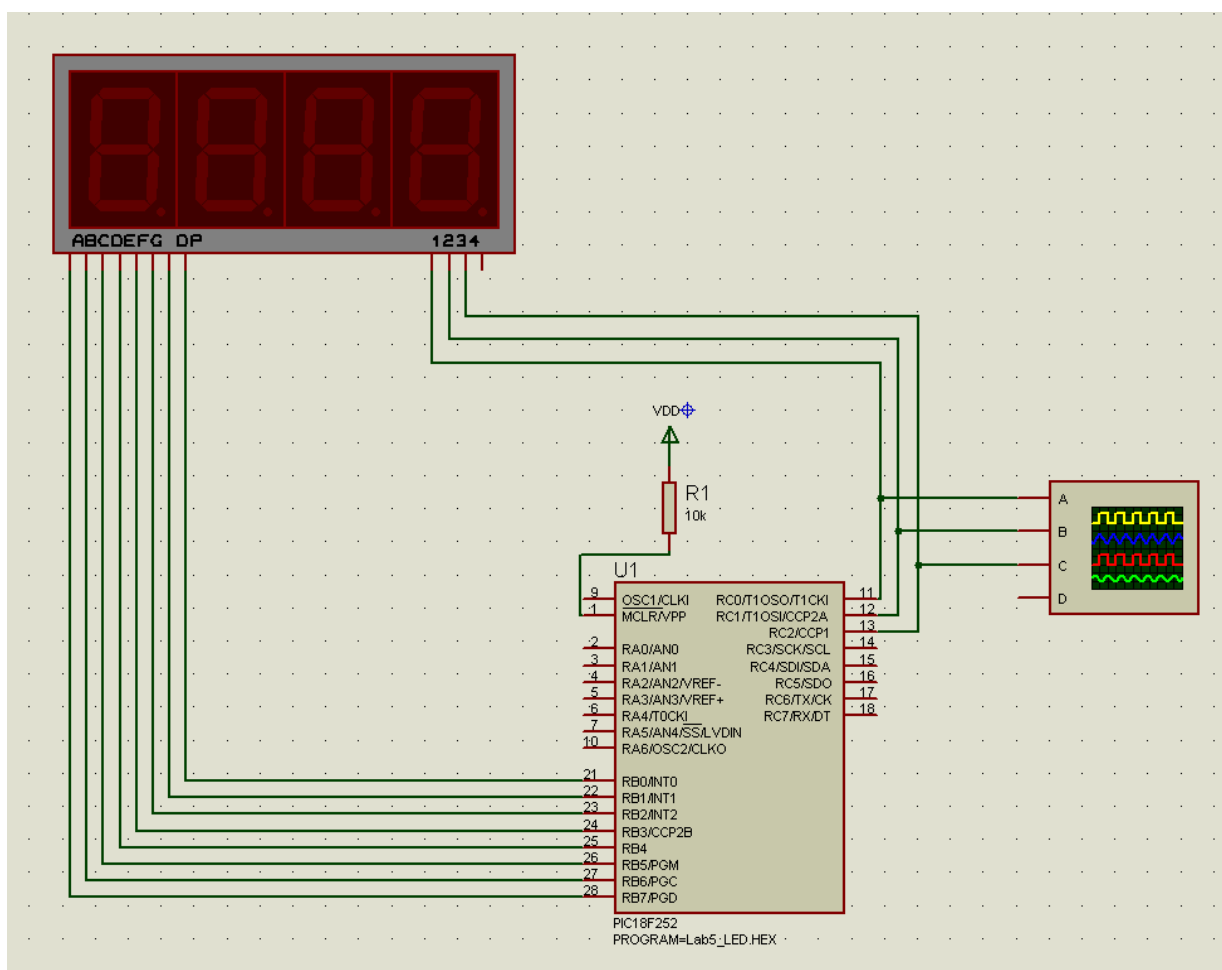 ABCDEFG DP
1234
VDD
R1
10k
U1
9 OSC1/CLKI
1 MCLR/VPP
2 RA0/AN0
3 RA1/AN1
4 RA2/AN2/VREF-
5 RA3/AN3/VREF+
6 RA4/T0CKI
7 RA5/AN4/SS/LVDIN
10 RA6/OSC2/CLKO
21 RB0/INT0
22 RB1/INT1
23 RB2/INT2
24 RB3/CCP2B
25 RB4
26 RB5/PGM
27 RB6/PGC
28 RB7/PGD
RC0/T1OSO/T1CKI 11
RC1/T1OSI/CCP2A 12
RC2/CCP1 13
RC3/SCK/SCL 14
RC4/SDI/SDA 15
RC5/SDO 16
RC6/TX/CK 17
RC7/RX/DT 18
PIC18F252
PROGRAM=Lab5_LED.HEX
A
B
C
D